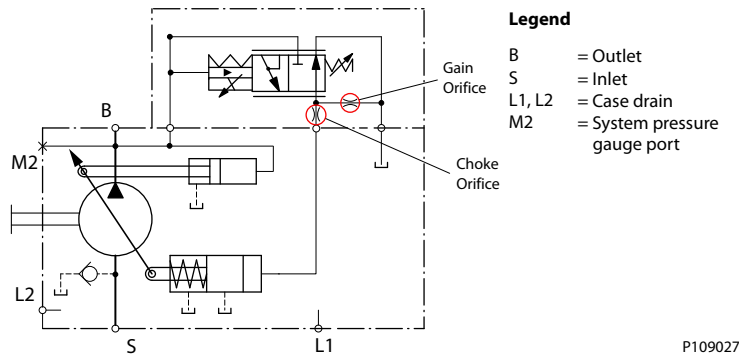 Legend
B = Outlet
S = Inlet
L1, L2 = Case drain
M2 = System pressure
gauge port
Gain
Orifice
Choke
Orifice
B
M2
L2
S
L1
P109027